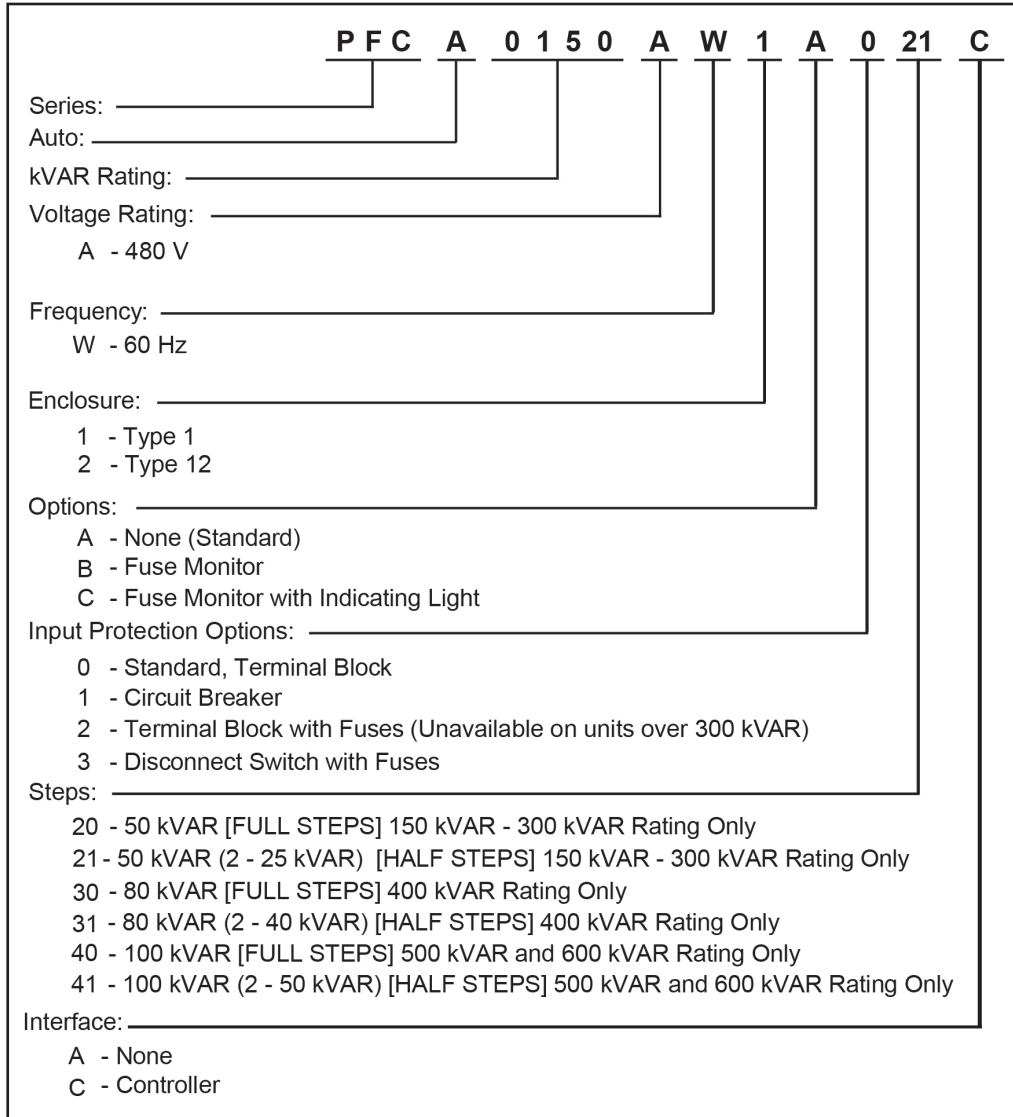 P F C A 0 1 5 0 A W 1 A 0 21 C
Series:
Auto:
kVAR Rating:
Voltage Rating:
A - 480 V
Frequency:
W - 60 Hz
Enclosure:
1 - Type 1
2 - Type 12
Options:
A - None (Standard)
B - Fuse Monitor
C - Fuse Monitor with Indicating Light
Input Protection Options:
0 - Standard, Terminal Block
1 - Circuit Breaker
2 - Terminal Block with Fuses (Unavailable on units over 300 kVAR)
3 - Disconnect Switch with Fuses
Steps:
20 - 50 kVAR [FULL STEPS] 150 kVAR - 300 kVAR Rating Only
21 - 50 kVAR (2 - 25 kVAR) [HALF STEPS] 150 kVAR - 300 kVAR Rating Only
30 - 80 kVAR [FULL STEPS] 400 kVAR Rating Only
31 - 80 kVAR (2 - 40 kVAR) [HALF STEPS] 400 kVAR Rating Only
40 - 100 kVAR [FULL STEPS] 500 kVAR and 600 kVAR Rating Only
41 - 100 kVAR (2 - 50 kVAR) [HALF STEPS] 500 kVAR and 600 kVAR Rating Only
Interface:
A - None
C - Controller